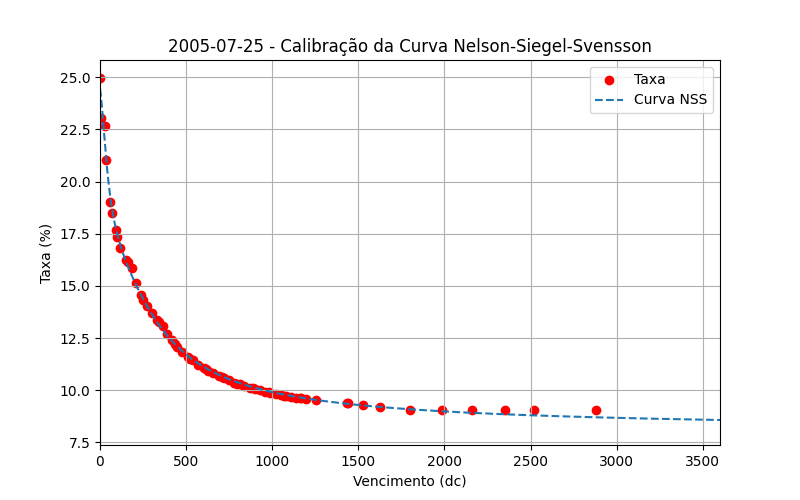 2005-07-25 - Calibração da Curva Nelson-Siegel-Svensson
Taxa
Curva NSS
25.0
22.5
20.0
17.5
15.0
12.5
10.0
7.5
Taxa (%)
0 500 1000 1500 2000 2500 3000 3500
Vencimento (dc)